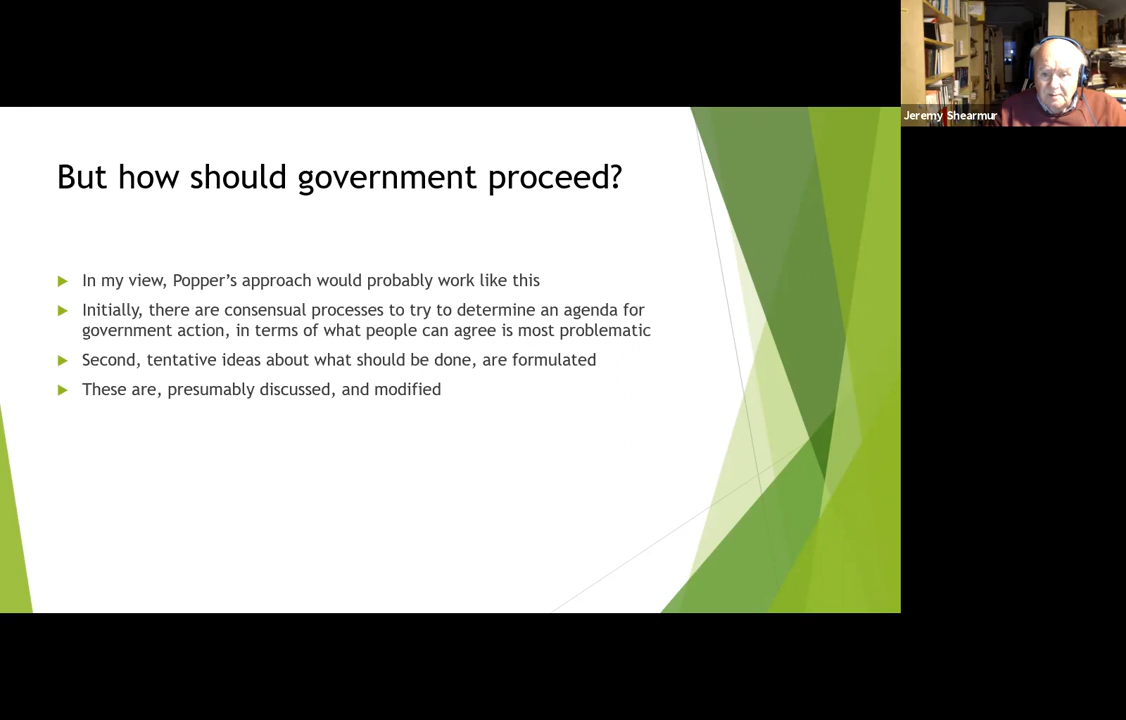 But how should government proceed?
In my view, Popper’s approach would probably work like this
Initially, there are consensual processes to try to determine an agenda for
government action, in terms of what people can agree is most problematic
Second, tentative ideas about what should be done, are formulated
These are, presumably discussed, and modified
Jeremy Shearmur